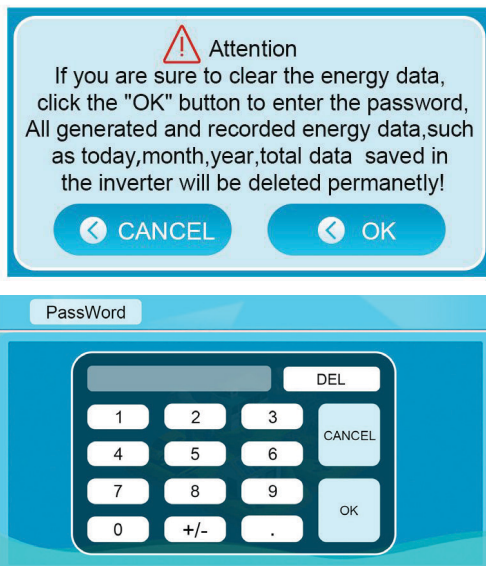 Attention
If you are sure to clear the energy data,
click the "OK" button to enter the password,
All generated and recorded energy data,such
as today,month,year,total data saved in
the inverter will be deleted permanetly!
CANCEL OK
PassWord
DEL
1 2 3
CANCEL
4 5 6
7 8 9
OK
0 +/- .